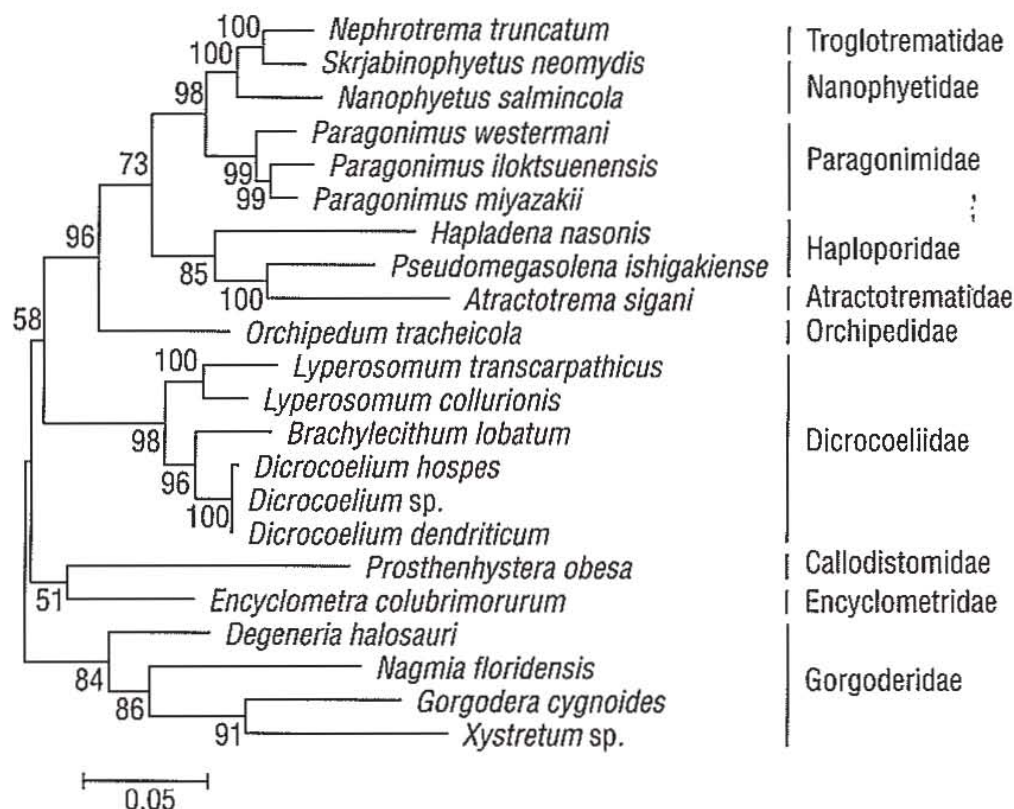 100 Nephrotrema truncatum Troglotrematidae
100 Skrjabinophyetus neomydis
98 Nanophyetus salmincola Nanophyetidae
Paragonimus westermani
73 99 Paragonimus iloktsuenensis Paragonimidae
99 Paragonimus miyazakii
96 Hapladena nasonis
85 Pseudomegasolena ishigakiense Haploporidae
100 Atractotrema sigani Atractotrematidae
58 Orchipedum tracheicola Orchipedidae
100 Lyperosomum transcarpathicus
Lyperosomum collurionis
98 Brachylecithum lobatum Dicrocoeliidae
96 Dicrocoelium hospes
100 Dicrocoelium sp.
Dicrocoelium dendriticum
Prosthenhystera obesa Callodistomidae
51 Encyclometra colubrimorurum Encyclometridae
Degeneria halosauri
84 Nagmia floridensis Gorgoderidae
86 Gorgodera cygnoides
91 Xystretum sp.
0.05